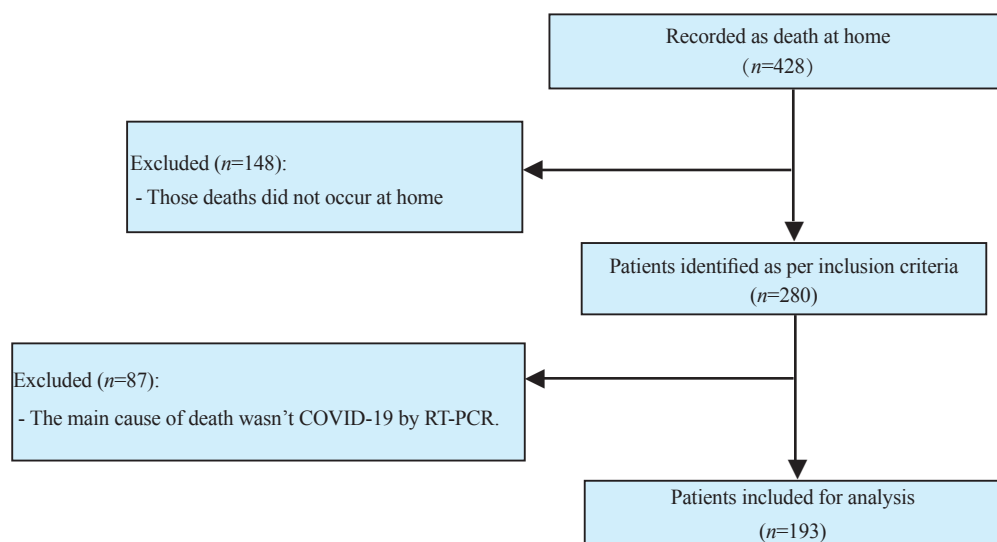 Recorded as death at home
(n=428)
Excluded (n=148):
- Those deaths did not occur at home
Patients identified as per inclusion criteria
(n=280)
Excluded (n=87):
- The main cause of death wasn’t COVID-19 by RT-PCR.
Patients included for analysis
(n=193)